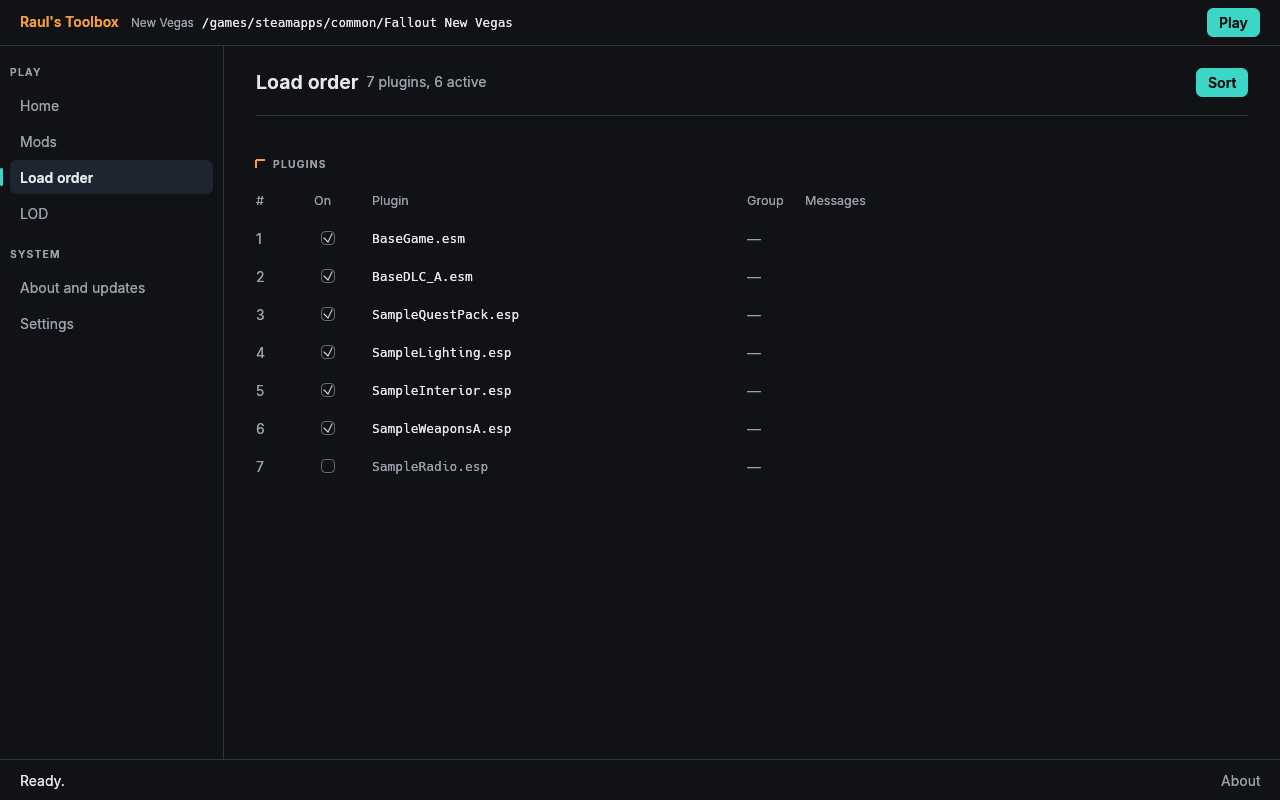 Raul's Toolbox New Vegas /games/steamapps/common/Fallout New Vegas Play
PLAY
Home
Mods
Load order
LOD
SYSTEM
About and updates
Settings
Load order 7 plugins, 6 active Sort
PLUGINS
# On Plugin Group Messages
1 BaseGame.esm —
2 BaseDLC_A.esm —
3 SampleQuestPack.esp —
4 SampleLighting.esp —
5 SampleInterior.esp —
6 SampleWeaponsA.esp —
7 SampleRadio.esp —
Ready. About